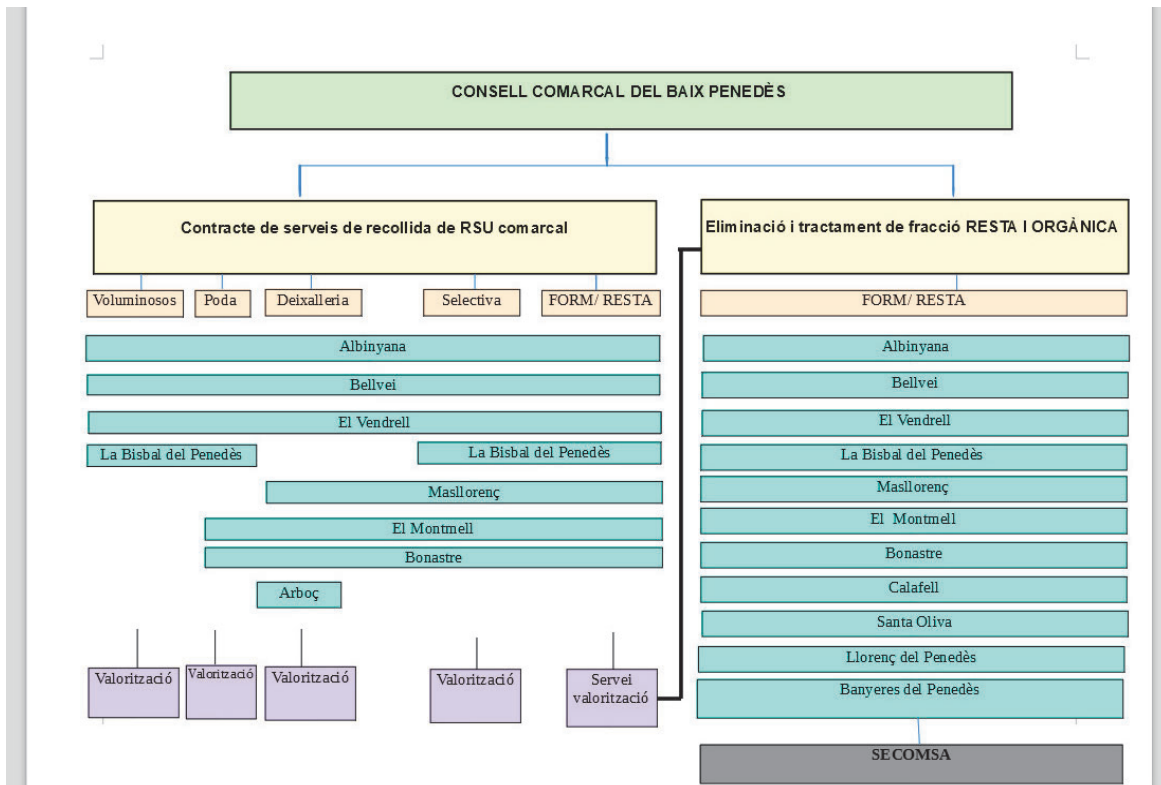 CONSELL COMARCAL DEL BAIX PENEDÈS
Contracte de serveis de recollida de RSU comarcal
Eliminació i tractament de fracció RESTA I ORGÀNICA
Voluminosos
Poda
Deixalleria
Selectiva
FORM/ RESTA
FORM/ RESTA
Albinyana
Albinyana
Bellvei
Bellvei
El Vendrell
El Vendrell
La Bisbal del Penedès
La Bisbal del Penedès
La Bisbal del Penedès
Masllorenç
Masllorenç
El Montmell
El Montmell
Bonastre
Bonastre
Arboç
Calafell
Santa Oliva
Llorenç del Penedès
Banyeres del Penedès
Valorització
Valorització
Valorització
Valorització
Servei
valorització
SECOMSA